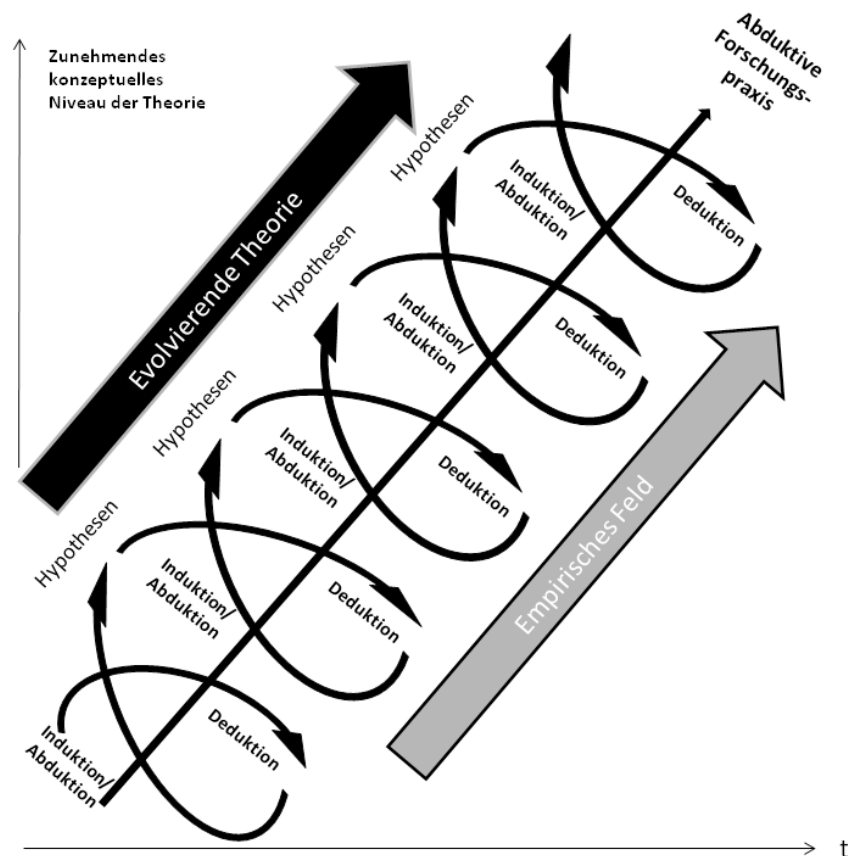 Zunehmendes
konzeptuelles
Niveau der Theorie
Abduktive
Forschungs-
praxis
Evolvierende Theorie
Hypothesen
Induktion/
Abduktion
Deduktion
Hypothesen
Induktion/
Abduktion
Deduktion
Hypothesen
Induktion/
Abduktion
Deduktion
Hypothesen
Induktion/
Abduktion
Deduktion
Induktion/
Abduktion
Deduktion
Empirisches Feld
t